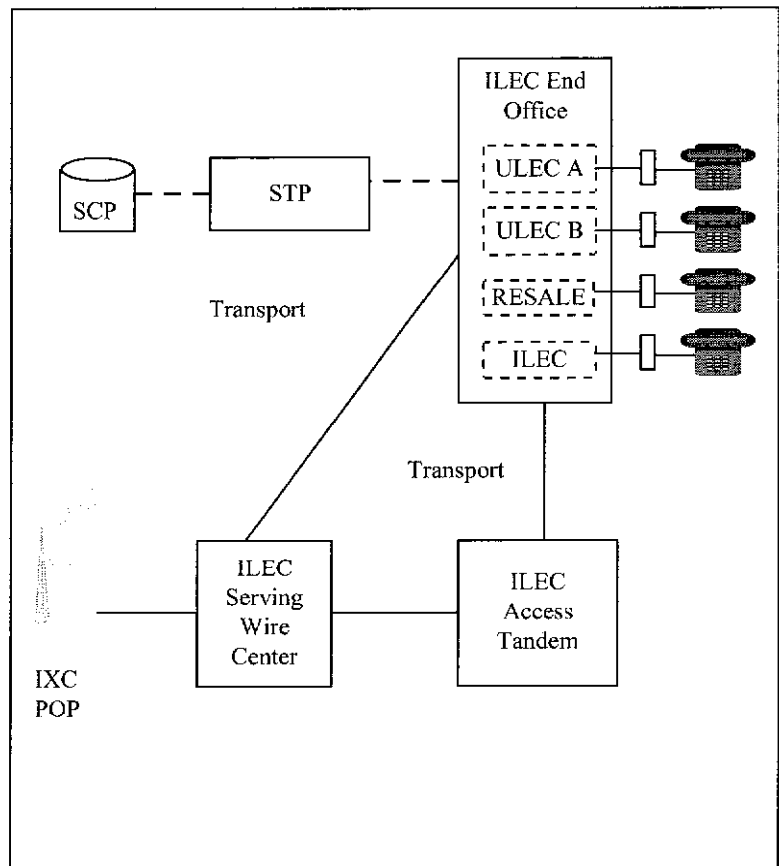 ILEC End
Office
ULEC A
ULEC B
RESALE
ILEC
SCP
STP
Transport
Transport
ILEC
Serving
Wire
Center
ILEC
Access
Tandem
IXC
POP